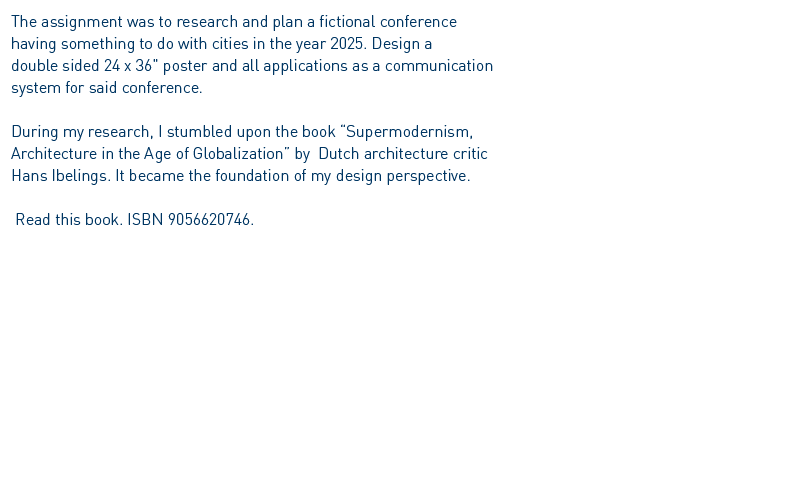 The assignment was to research and plan a fictional conference
having something to do with cities in the year 2025. Design a
double sided 24 x 36" poster and all applications as a communication
system for said conference.
During my research, I stumbled upon the book “Supermodernism,
Architecture in the Age of Globalization” by  Dutch architecture critic
Hans Ibelings. It became the foundation of my design perspective.
Read this book. ISBN 9056620746.